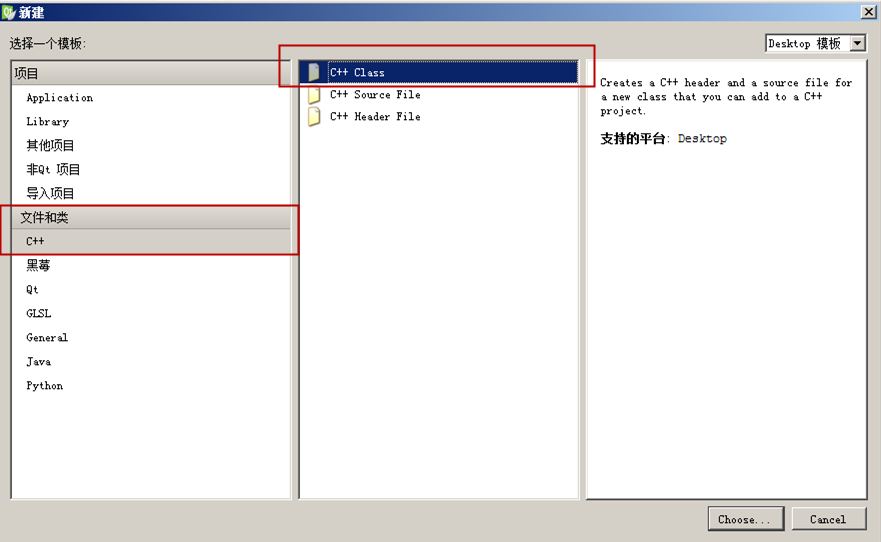 新建
选择一个模板:
Desktop 模板
项目
Application
Library
其他项目
非Qt 项目
导入项目
文件和类
C++
黑莓
Qt
GLSL
General
Java
Python
C++ Class
C++ Source File
C++ Header File
Creates a C++ header and a source file for
a new class that you can add to a C++
project.
支持的平台: Desktop
Choose...
Cancel